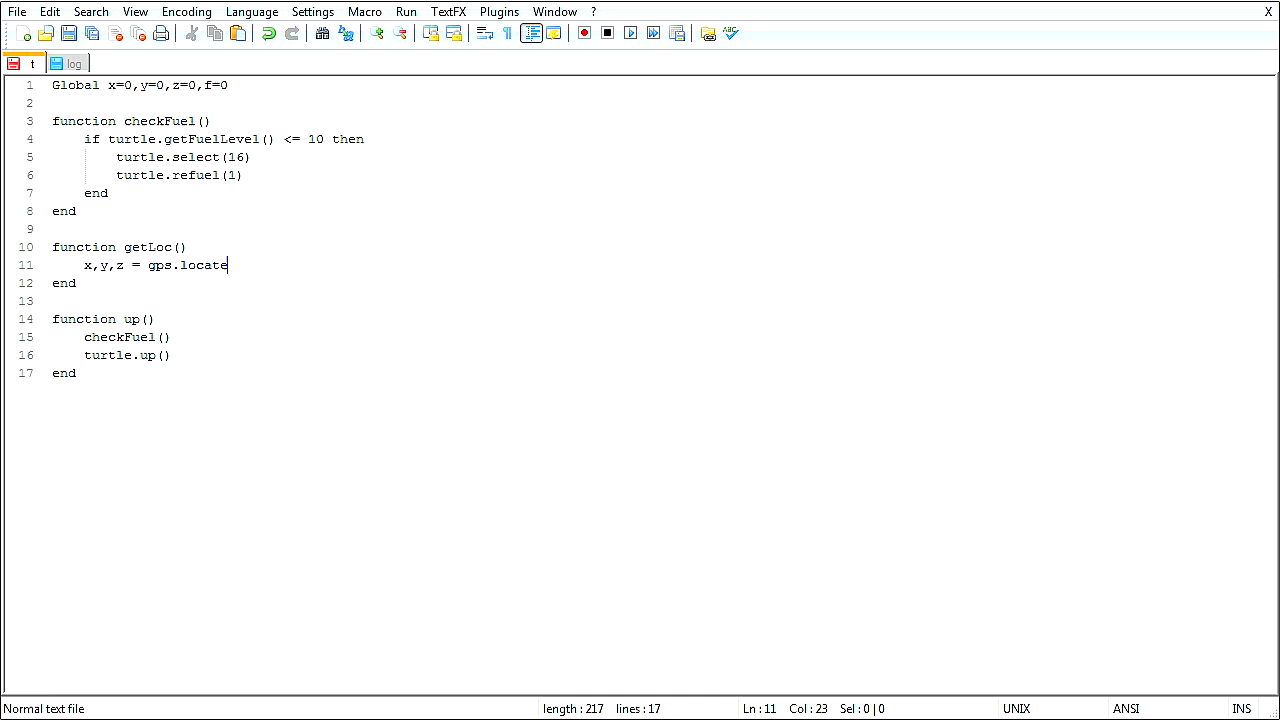 File Edit Search View Encoding Language Settings Macro Run TextFX Plugins Window ? X
t log
1 Global x=0,y=0,z=0,f=0
2
3 function checkFuel()
4 if turtle.getFuelLevel() <= 10 then
5 turtle.select(16)
6 turtle.refuel(1)
7 end
8 end
9
10 function getLoc()
11 x,y,z = gps.locate
12 end
13
14 function up()
15 checkFuel()
16 turtle.up()
17 end
Normal text file length : 217 lines : 17 Ln : 11 Col : 23 Sel : 0 | 0 UNIX ANSI INS